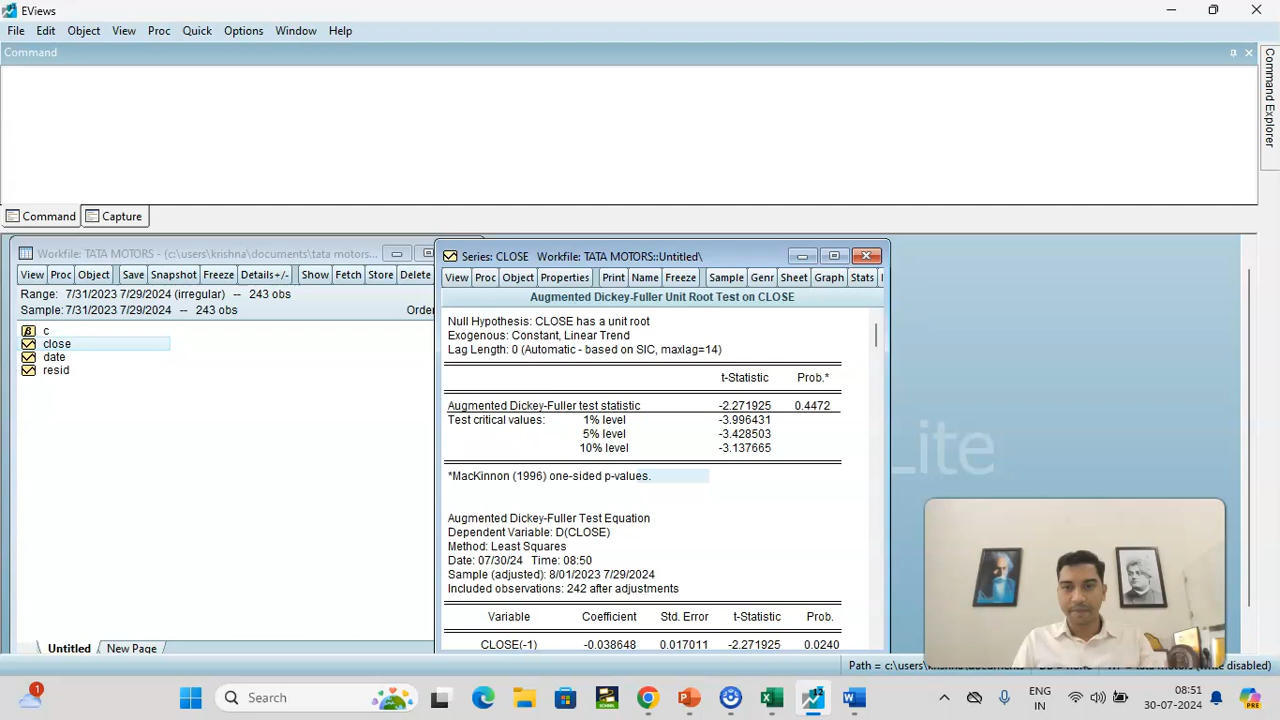 EViews
File Edit Object View Proc Quick Options Window Help
Command
Command Explorer
Command Capture
Workfile: TATA MOTORS - (c:\users\krishna\documents\tata motors...
View Proc Object Save Snapshot Freeze Details+/- Show Fetch Store Delete
Range: 7/31/2023 7/29/2024 (irregular) -- 243 obs
Sample: 7/31/2023 7/29/2024 -- 243 obs Order
c
close
date
resid
Untitled New Page
Series: CLOSE Workfile: TATA MOTORS::Untitled\
View Proc Object Properties Print Name Freeze Sample Genr Sheet Graph Stats
Augmented Dickey-Fuller Unit Root Test on CLOSE
Null Hypothesis: CLOSE has a unit root
Exogenous: Constant, Linear Trend
Lag Length: 0 (Automatic - based on SIC, maxlag=14)
t-Statistic Prob.*
Augmented Dickey-Fuller test statistic -2.271925 0.4472
Test critical values: 1% level -3.996431
5% level -3.428503
10% level -3.137665
*MacKinnon (1996) one-sided p-values.
Augmented Dickey-Fuller Test Equation
Dependent Variable: D(CLOSE)
Method: Least Squares
Date: 07/30/24 Time: 08:50
Sample (adjusted): 8/01/2023 7/29/2024
Included observations: 242 after adjustments
Variable Coefficient Std. Error t-Statistic Prob.
CLOSE(-1) -0.038648 0.017011 -2.271925 0.0240
Lite
Path = c:\users\krishna\documents
1 Search 12 ENG 08:51
IN 30-07-2024 PRE